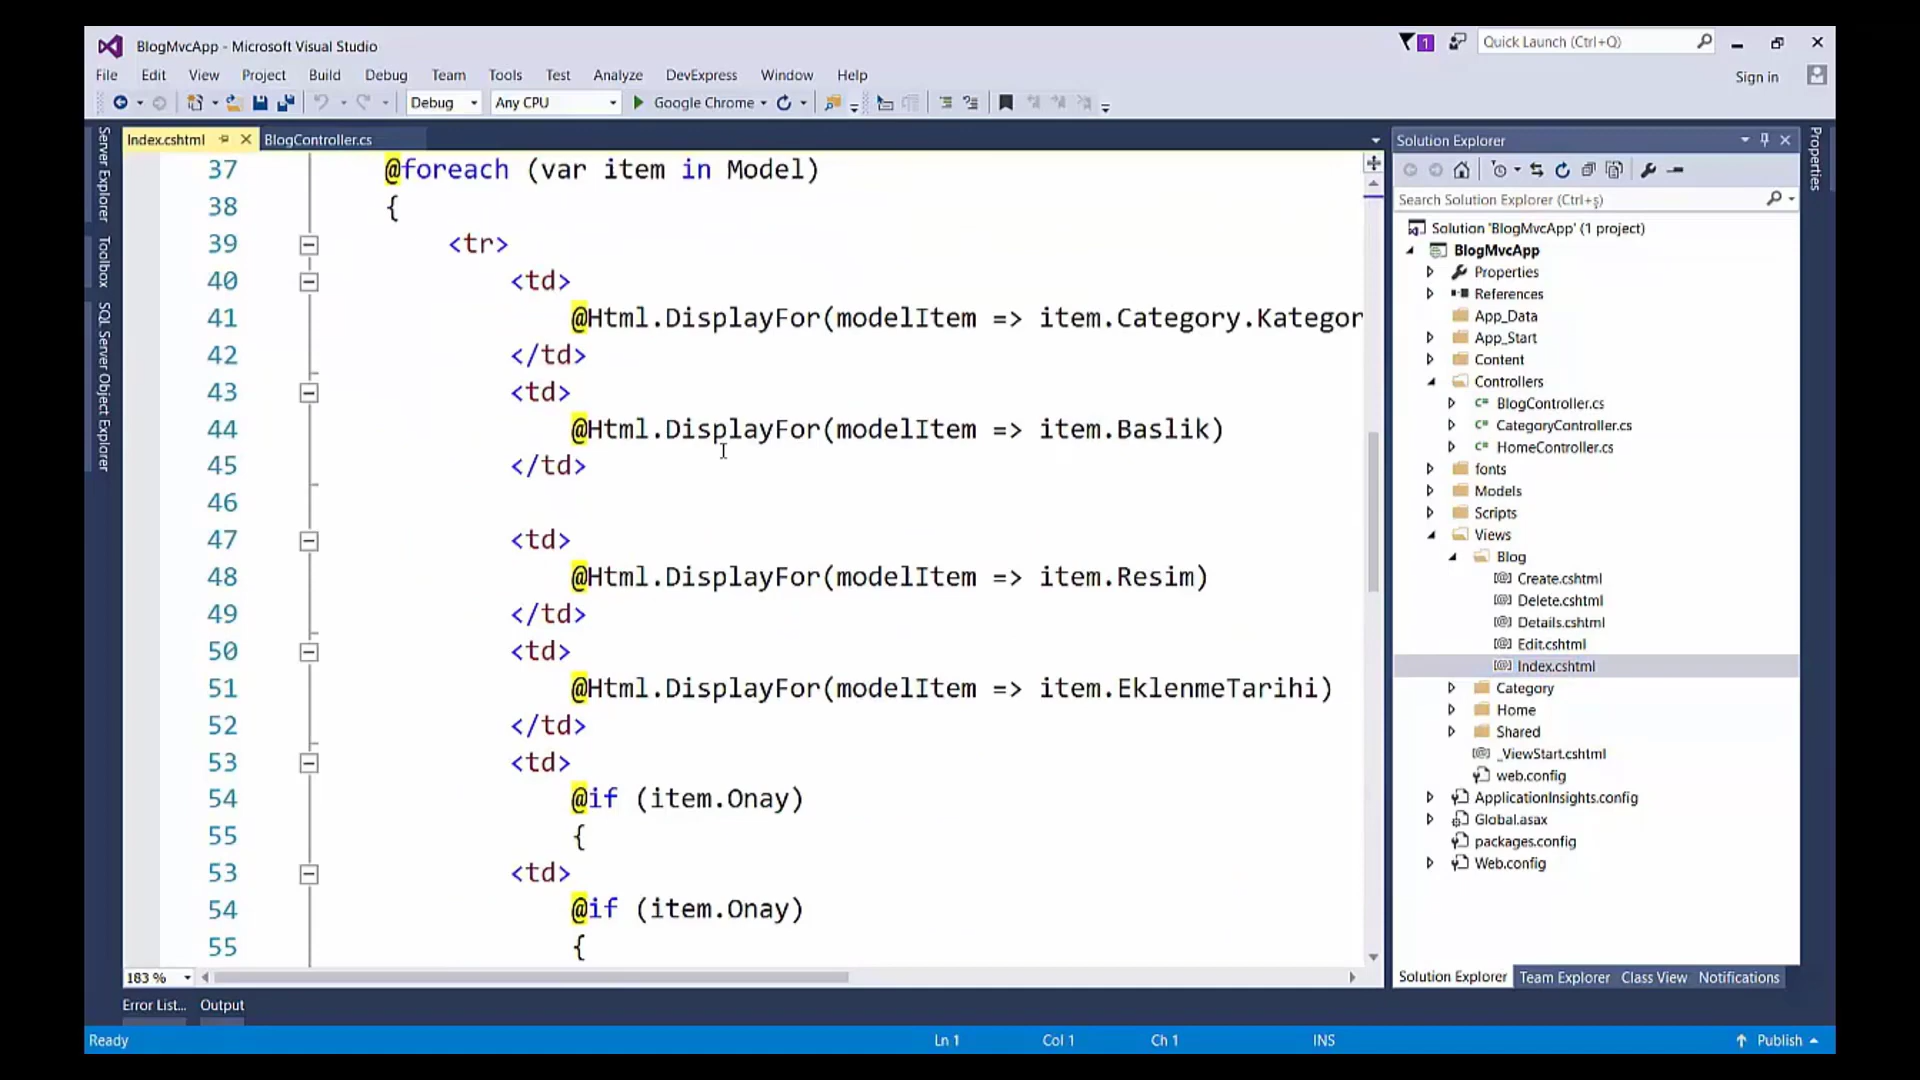 BlogMvcApp - Microsoft Visual Studio
1
Quick Launch (Ctrl+Q)
File Edit View Project Build Debug Team Tools Test Analyze DevExpress Window Help
Sign in
Debug Any CPU Google Chrome
Index.cshtml BlogController.cs
Server Explorer
Toolbox
SQL Server Object Explorer
37 @foreach (var item in Model)
38 {
39 <tr>
40 <td>
41 @Html.DisplayFor(modelItem => item.Category.Kategor
42 </td>
43 <td>
44 @Html.DisplayFor(modelItem => item.Baslik)
45 </td>
46
47 <td>
48 @Html.DisplayFor(modelItem => item.Resim)
49 </td>
50 <td>
51 @Html.DisplayFor(modelItem => item.EklenmeTarihi)
52 </td>
53 <td>
54 @if (item.Onay)
55 {
53 <td>
54 @if (item.Onay)
55 {
183 %
Solution Explorer
Search Solution Explorer (Ctrl+ş)
Solution 'BlogMvcApp' (1 project)
BlogMvcApp
Properties
References
App_Data
App_Start
Content
Controllers
C# BlogController.cs
C# CategoryController.cs
C# HomeController.cs
fonts
Models
Scripts
Views
Blog
[@] Create.cshtml
[@] Delete.cshtml
[@] Details.cshtml
[@] Edit.cshtml
[@] Index.cshtml
Category
Home
Shared
[@] _ViewStart.cshtml
web.config
ApplicationInsights.config
Global.asax
packages.config
Web.config
Solution Explorer Team Explorer Class View Notifications
Properties
Error List... Output
Ready Ln 1 Col 1 Ch 1 INS Publish